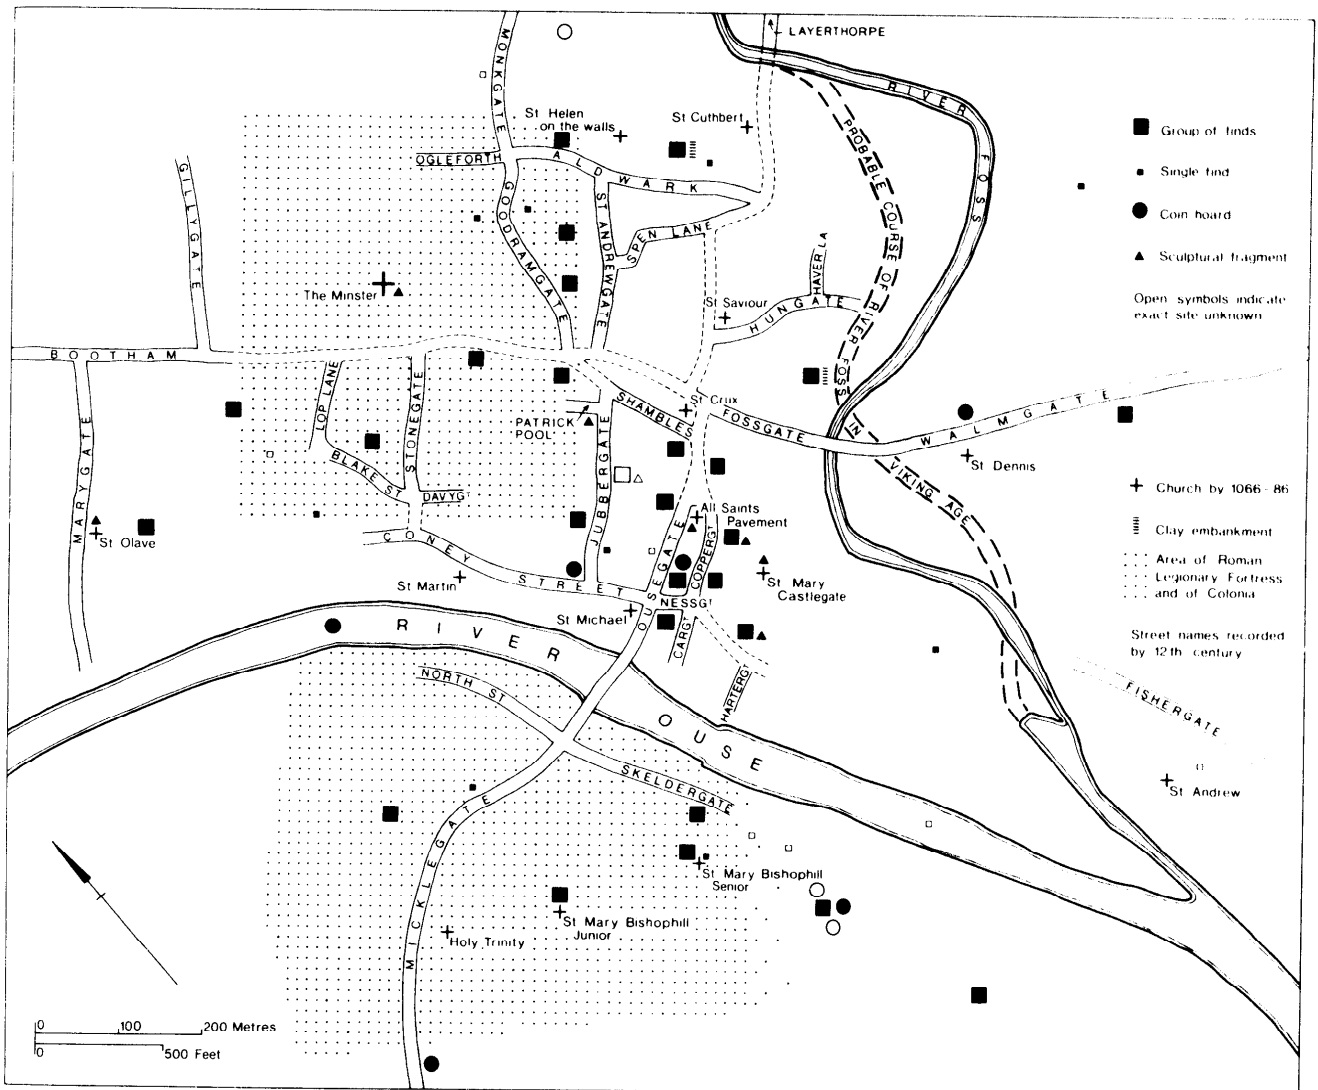 LAYERTHORPE
MONKGATE
RIVER FOSS
St Helen
on the walls
St Cuthbert
PROBABLE COURSE OF RIVER FOSS IN VIKING AGE
Group of finds
Single find
Coin hoard
Sculptural fragment
Open symbols indicate
exact site unknown
OGLEFORTH
ALDWARK
GILLYGATE
GOODRAMGATE
ST ANDREWGATE
SPEN LANE
HAVER LA
The Minster
St Saviour
HUNGATE
BOOTHAM
LOP LANE
STONEGATE
MARYGATE
St Crux
SHAMBLES
FOSSGATE
WALMGATE
PATRICK
POOL
JUBBERGATE
BLAKE ST
DAVYGT
St Dennis
Church by 1066-86
Clay embankment
Area of Roman
Legionary Fortress
and of Colonia
Street names recorded
by 12th century
All Saints
Pavement
OUSEGATE
COPPERGT
St Olave
CONEY STREET
St Martin
St Mary
Castlegate
NESSGT
St Michael
CARGT
HARTERGT
RIVER OUSE
NORTH ST
FISHERGATE
SKELDERGATE
St Andrew
MICKLEGATE
St Mary Bishophill
Senior
St Mary Bishophill
Junior
Holy Trinity
0 100 200 Metres
0 500 Feet